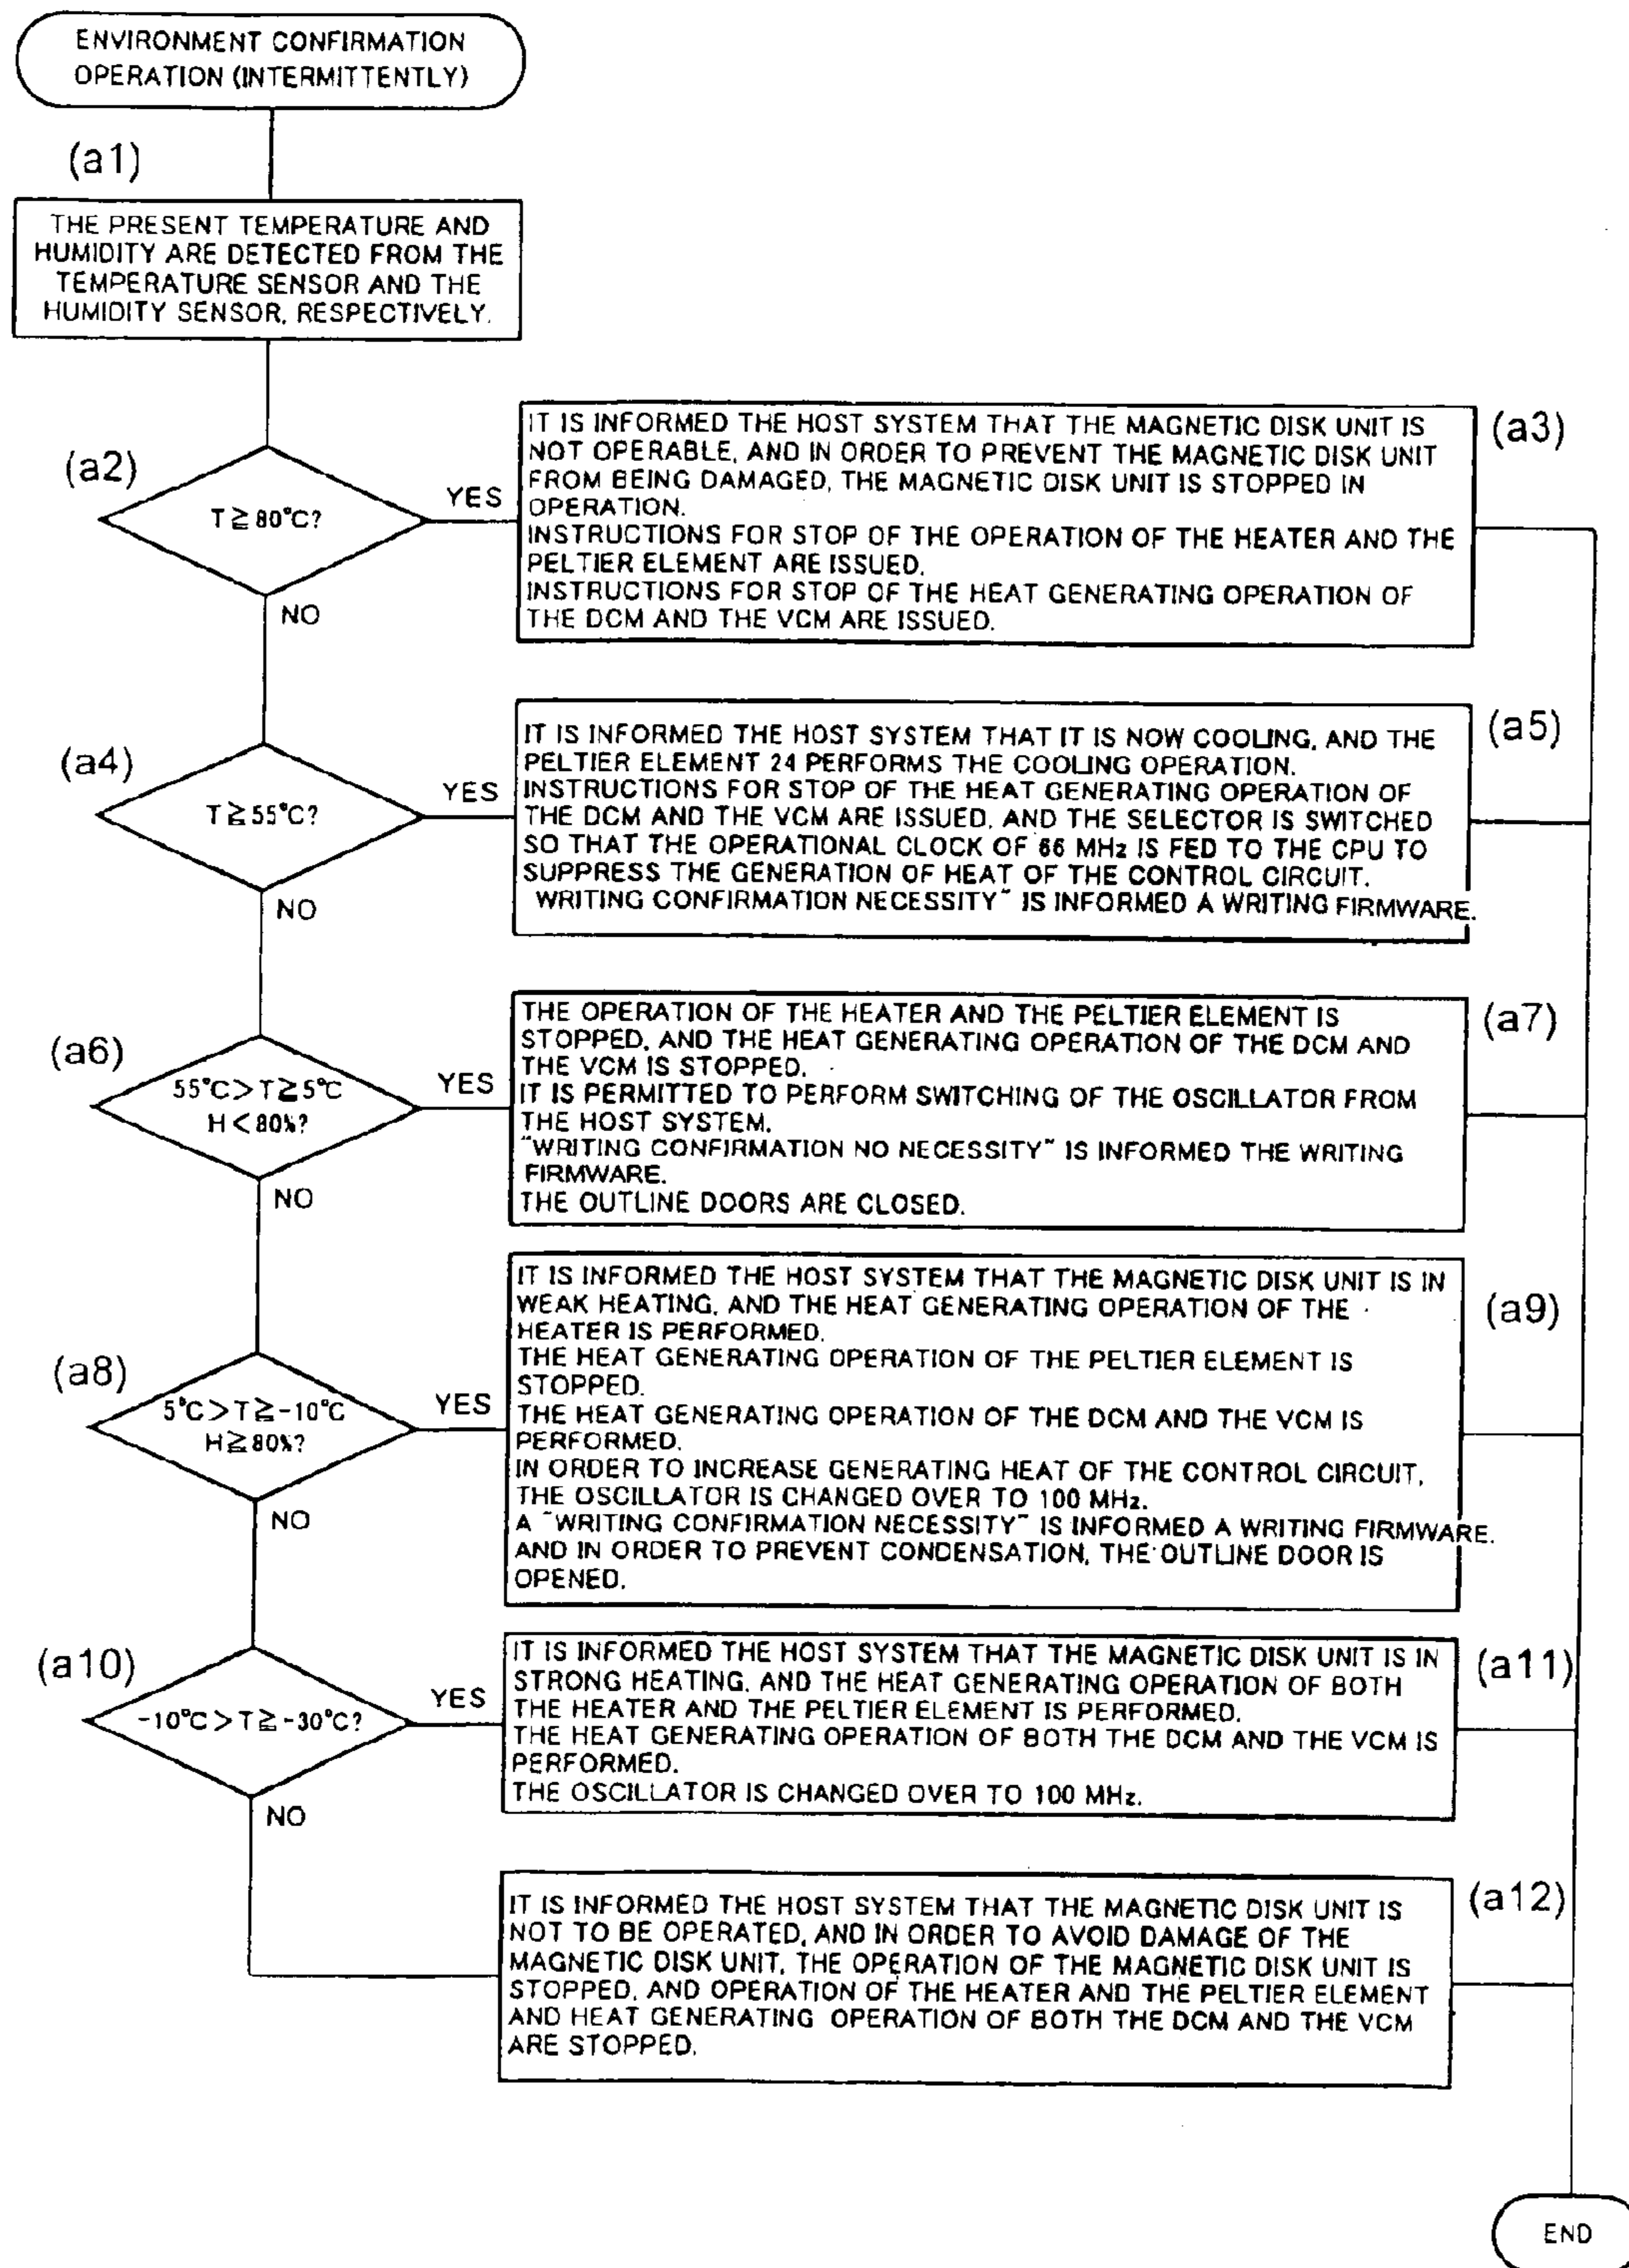 ENVIRONMENT CONFIRMATION
OPERATION (INTERMITTENTLY)
(a1)
THE PRESENT TEMPERATURE AND
HUMIDITY ARE DETECTED FROM THE
TEMPERATURE SENSOR AND THE
HUMIDITY SENSOR, RESPECTIVELY.
(a2)
T≧80°C?
YES
NO
(a3)
IT IS INFORMED THE HOST SYSTEM THAT THE MAGNETIC DISK UNIT IS
NOT OPERABLE, AND IN ORDER TO PREVENT THE MAGNETIC DISK UNIT
FROM BEING DAMAGED, THE MAGNETIC DISK UNIT IS STOPPED IN
OPERATION.
INSTRUCTIONS FOR STOP OF THE OPERATION OF THE HEATER AND THE
PELTIER ELEMENT ARE ISSUED.
INSTRUCTIONS FOR STOP OF THE HEAT GENERATING OPERATION OF
THE DCM AND THE VCM ARE ISSUED.
(a4)
T≧55°C?
YES
NO
(a5)
IT IS INFORMED THE HOST SYSTEM THAT IT IS NOW COOLING, AND THE
PELTIER ELEMENT 24 PERFORMS THE COOLING OPERATION.
INSTRUCTIONS FOR STOP OF THE HEAT GENERATING OPERATION OF
THE DCM AND THE VCM ARE ISSUED, AND THE SELECTOR IS SWITCHED
SO THAT THE OPERATIONAL CLOCK OF 66 MHz IS FED TO THE CPU TO
SUPPRESS THE GENERATION OF HEAT OF THE CONTROL CIRCUIT.
WRITING CONFIRMATION NECESSITY" IS INFORMED A WRITING FIRMWARE.
(a6)
55°C>T≧5°C
H<80%?
YES
NO
(a7)
THE OPERATION OF THE HEATER AND THE PELTIER ELEMENT IS
STOPPED, AND THE HEAT GENERATING OPERATION OF THE DCM AND
THE VCM IS STOPPED.
IT IS PERMITTED TO PERFORM SWITCHING OF THE OSCILLATOR FROM
THE HOST SYSTEM.
"WRITING CONFIRMATION NO NECESSITY" IS INFORMED THE WRITING
FIRMWARE.
THE OUTLINE DOORS ARE CLOSED.
(a8)
5°C>T≧-10°C
H≧80%?
YES
NO
(a9)
IT IS INFORMED THE HOST SYSTEM THAT THE MAGNETIC DISK UNIT IS IN
WEAK HEATING, AND THE HEAT GENERATING OPERATION OF THE
HEATER IS PERFORMED.
THE HEAT GENERATING OPERATION OF THE PELTIER ELEMENT IS
STOPPED.
THE HEAT GENERATING OPERATION OF THE DCM AND THE VCM IS
PERFORMED.
IN ORDER TO INCREASE GENERATING HEAT OF THE CONTROL CIRCUIT,
THE OSCILLATOR IS CHANGED OVER TO 100 MHz.
A "WRITING CONFIRMATION NECESSITY" IS INFORMED A WRITING FIRMWARE.
AND IN ORDER TO PREVENT CONDENSATION, THE OUTLINE DOOR IS
OPENED.
(a10)
-10°C>T≧-30°C?
YES
NO
(a11)
IT IS INFORMED THE HOST SYSTEM THAT THE MAGNETIC DISK UNIT IS IN
STRONG HEATING, AND THE HEAT GENERATING OPERATION OF BOTH
THE HEATER AND THE PELTIER ELEMENT IS PERFORMED.
THE HEAT GENERATING OPERATION OF BOTH THE DCM AND THE VCM IS
PERFORMED.
THE OSCILLATOR IS CHANGED OVER TO 100 MHz.
(a12)
IT IS INFORMED THE HOST SYSTEM THAT THE MAGNETIC DISK UNIT IS
NOT TO BE OPERATED, AND IN ORDER TO AVOID DAMAGE OF THE
MAGNETIC DISK UNIT, THE OPERATION OF THE MAGNETIC DISK UNIT IS
STOPPED, AND OPERATION OF THE HEATER AND THE PELTIER ELEMENT
AND HEAT GENERATING OPERATION OF BOTH THE DCM AND THE VCM
ARE STOPPED.
END